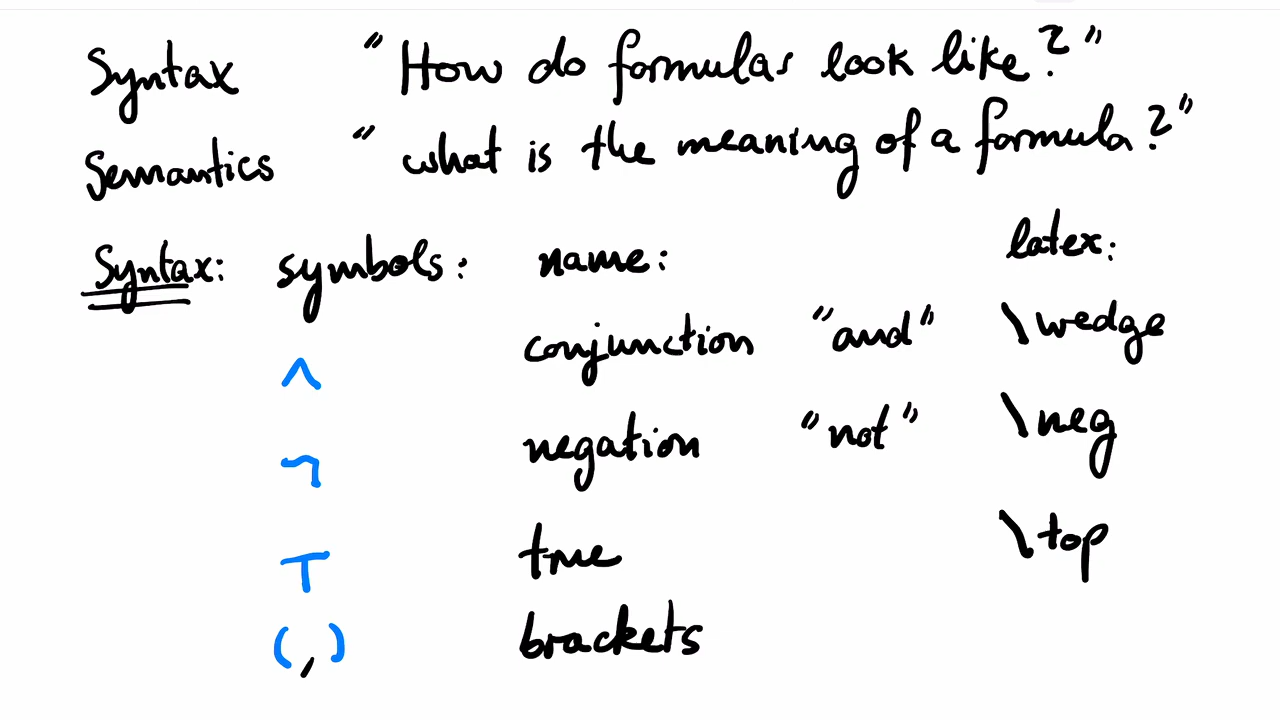 Syntax "How do formulas look like?"
Semantics "what is the meaning of a formula?"
Syntax: symbols: name: latex:
∧ conjunction "and" \wedge
¬ negation "not" \neg
⊤ true \top
(,) brackets